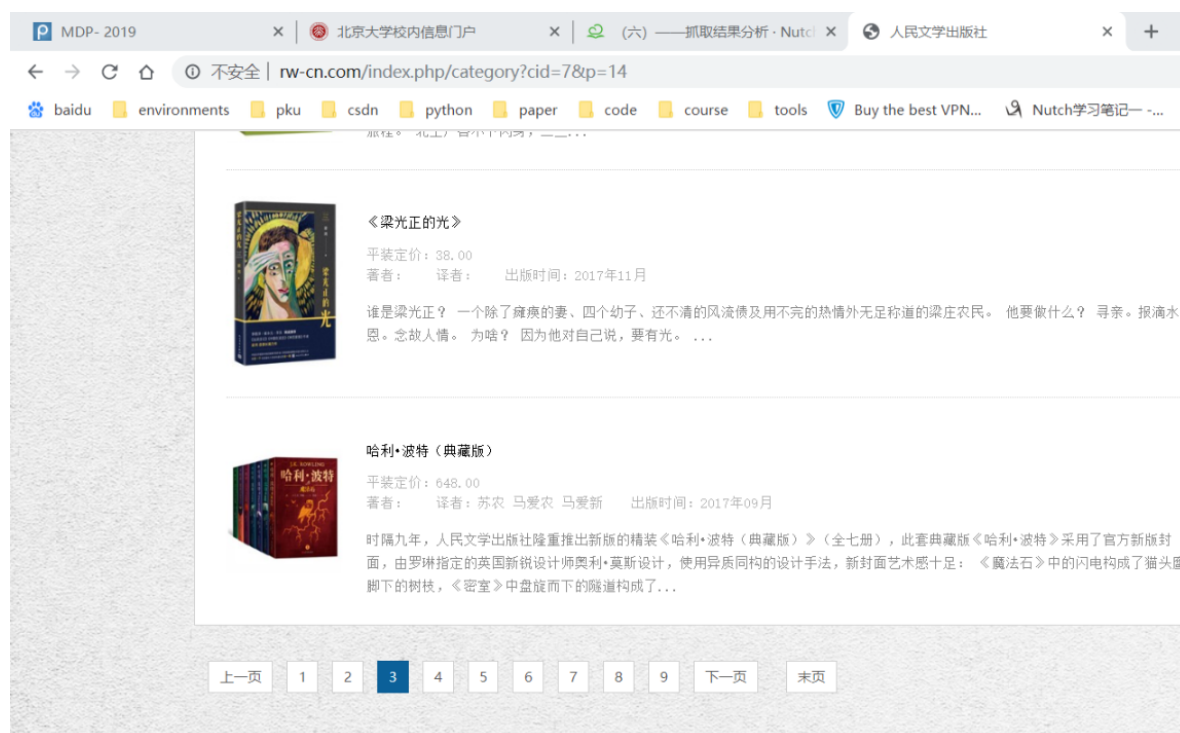 MDP- 2019
北京大学校内信息门户
（六）——抓取结果分析 · Nutc
人民文学出版社
不安全 | rw-cn.com/index.php/category?cid=7&p=14
baidu environments pku csdn python paper code course tools Buy the best VPN... Nutch学习笔记一 -...
《梁光正的光》
平装定价：38.00
著者： 译者： 出版时间：2017年11月
谁是梁光正？ 一个除了瘫痪的妻、四个幼子、还不清的风流债及用不完的热情外无足称道的梁庄农民。 他要做什么？ 寻亲。报滴水
恩。念故人情。 为啥？ 因为他对自己说，要有光。 ...
梁光正的光
哈利•波特（典藏版）
平装定价：648.00
著者： 译者：苏农 马爱农 马爱新 出版时间：2017年09月
时隔九年，人民文学出版社隆重推出新版的精装《哈利•波特（典藏版）》（全七册），此套典藏版《哈利•波特》采用了官方新版封
面，由罗琳指定的英国新锐设计师奥利•莫斯设计，使用异质同构的设计手法，新封面艺术感十足： 《魔法石》中的闪电构成了猫头鹰
脚下的树枝，《密室》中盘旋而下的隧道构成了...
J.K. ROWLING
哈利·波特
上一页 1 2 3 4 5 6 7 8 9 下一页 末页